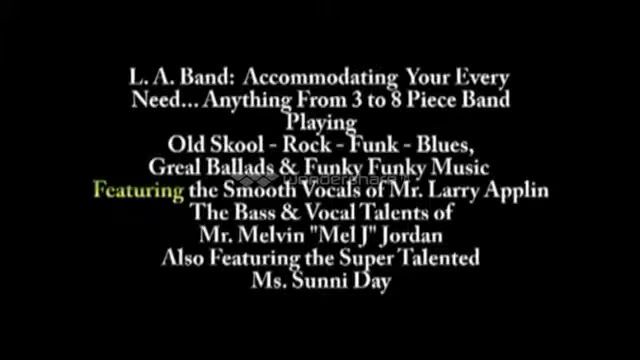 L. A. Band: Accommodating Your Every
Need... Anything From 3 to 8 Piece Band
Playing
Old Skool - Rock - Funk - Blues,
Greal Ballads & Funky Funky Music
wondershare™
Featuring the Smooth Vocals of Mr. Larry Applin
The Bass & Vocal Talents of
Mr. Melvin "Mel J" Jordan
Also Featuring the Super Talented
Ms. Sunni Day